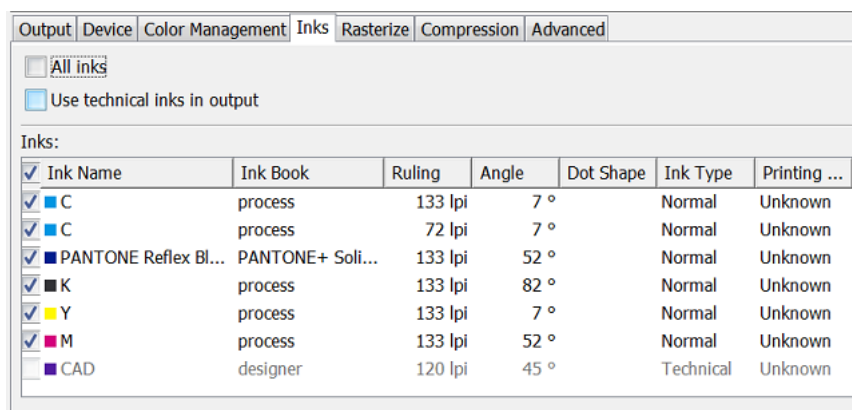 Output Device Color Management Inks Rasterize Compression Advanced
All inks
Use technical inks in output
Inks:
Ink Name Ink Book Ruling Angle Dot Shape Ink Type Printing ...
C process 133 lpi 7 ° Normal Unknown
C process 72 lpi 7 ° Normal Unknown
PANTONE Reflex Bl... PANTONE+ Soli... 133 lpi 52 ° Normal Unknown
K process 133 lpi 82 ° Normal Unknown
Y process 133 lpi 7 ° Normal Unknown
M process 133 lpi 52 ° Normal Unknown
CAD designer 120 lpi 45 ° Technical Unknown